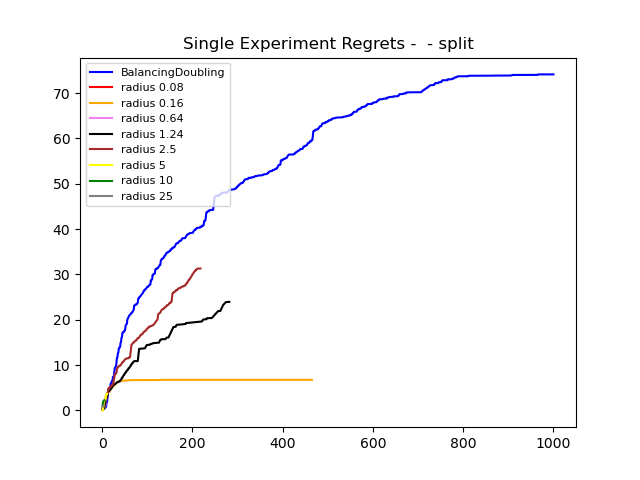 Single Experiment Regrets -  - split
BalancingDoubling
radius 0.08
radius 0.16
radius 0.64
radius 1.24
radius 2.5
radius 5
radius 10
radius 25
70
60
50
40
30
20
10
0
0 200 400 600 800 1000